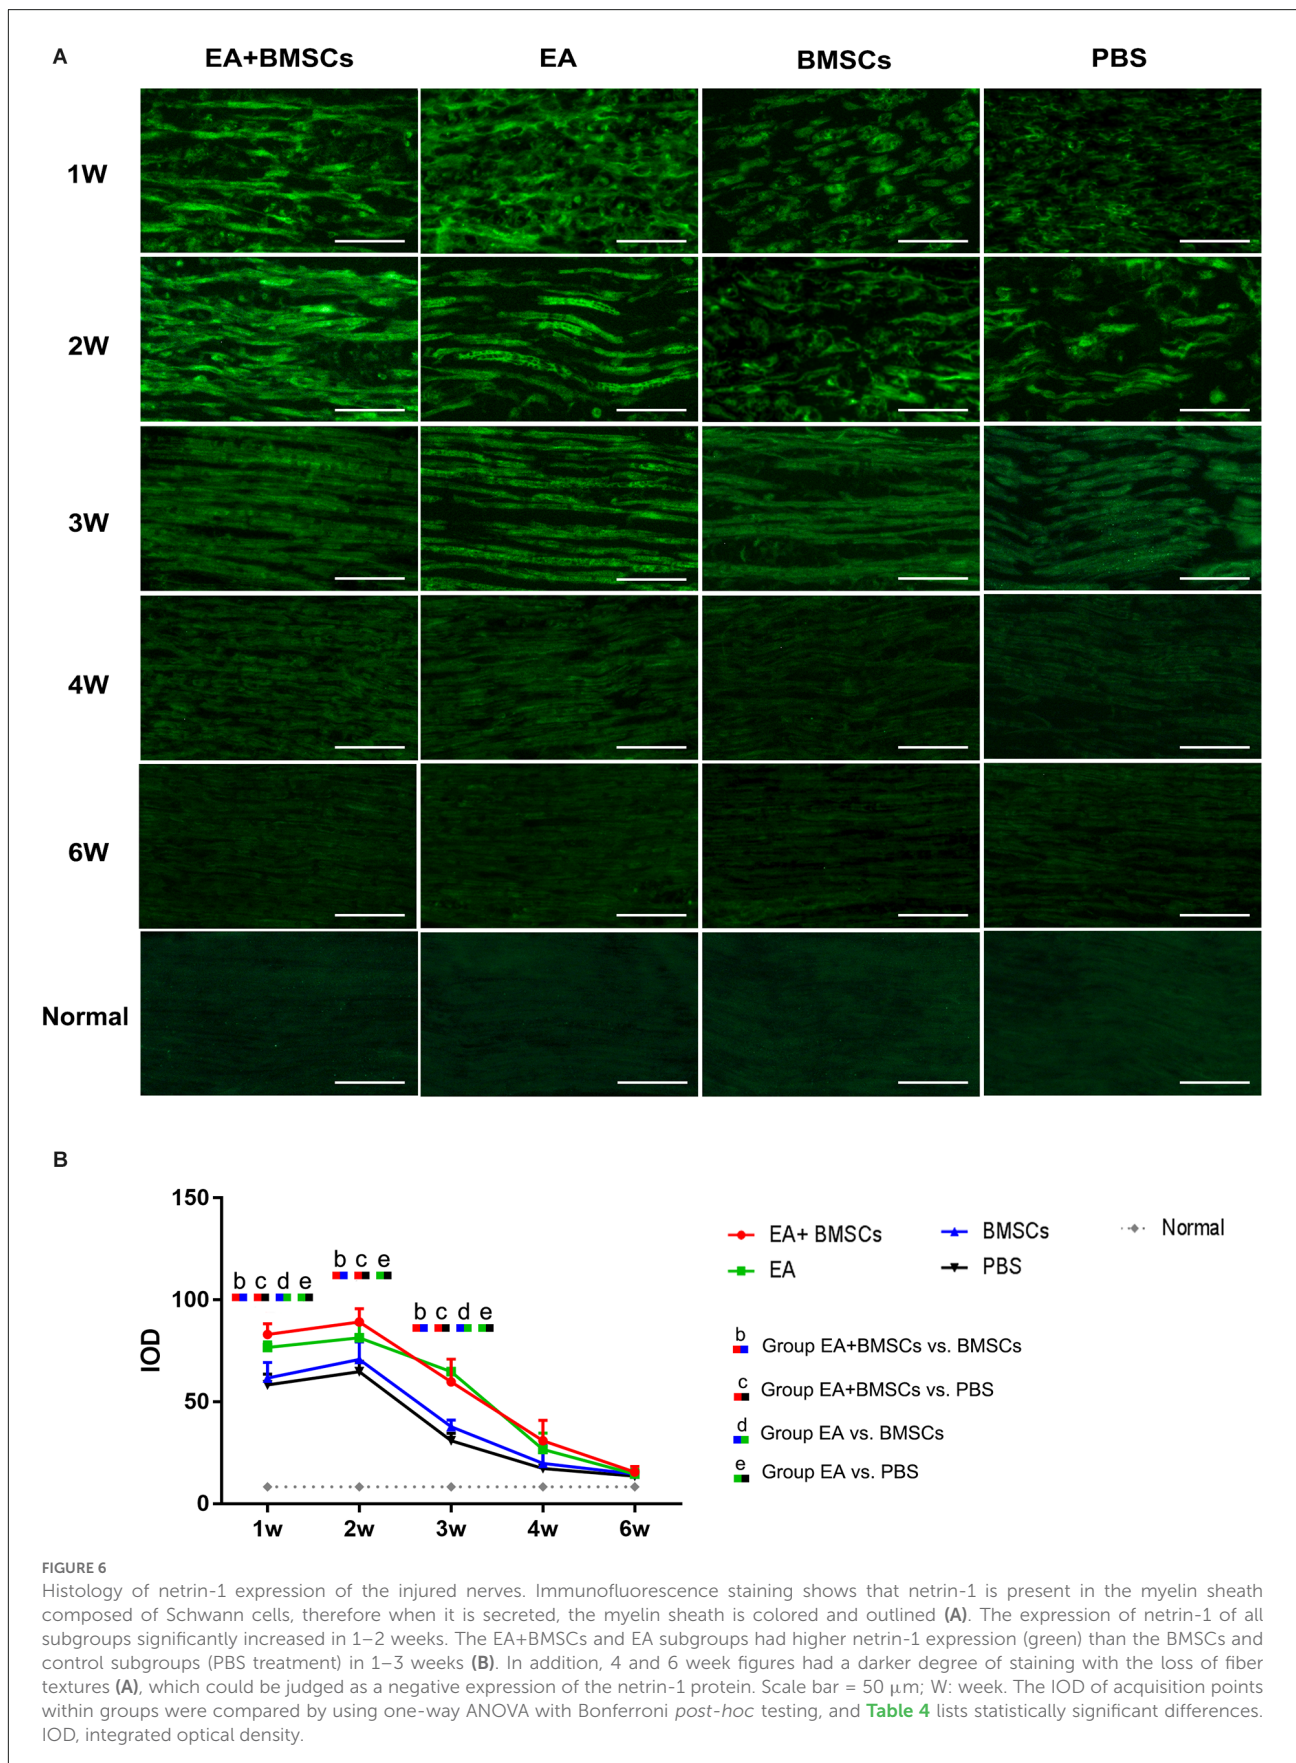 A
EA+BMSCs EA BMSCs PBS
1W
2W
3W
4W
6W
Normal
B
150
100
50
0
IOD
b c d e
b c e
b c d e
1w 2w 3w 4w 6w
EA+ BMSCs
BMSCs
Normal
EA
PBS
b
Group EA+BMSCs vs. BMSCs
c
Group EA+BMSCs vs. PBS
d
Group EA vs. BMSCs
e
Group EA vs. PBS
FIGURE 6
Histology of netrin-1 expression of the injured nerves. Immunofluorescence staining shows that netrin-1 is present in the myelin sheath
composed of Schwann cells, therefore when it is secreted, the myelin sheath is colored and outlined (A). The expression of netrin-1 of all
subgroups significantly increased in 1–2 weeks. The EA+BMSCs and EA subgroups had higher netrin-1 expression (green) than the BMSCs and
control subgroups (PBS treatment) in 1–3 weeks (B). In addition, 4 and 6 week figures had a darker degree of staining with the loss of fiber
textures (A), which could be judged as a negative expression of the netrin-1 protein. Scale bar = 50 μm; W: week. The IOD of acquisition points
within groups were compared by using one-way ANOVA with Bonferroni post-hoc testing, and Table 4 lists statistically significant differences.
IOD, integrated optical density.